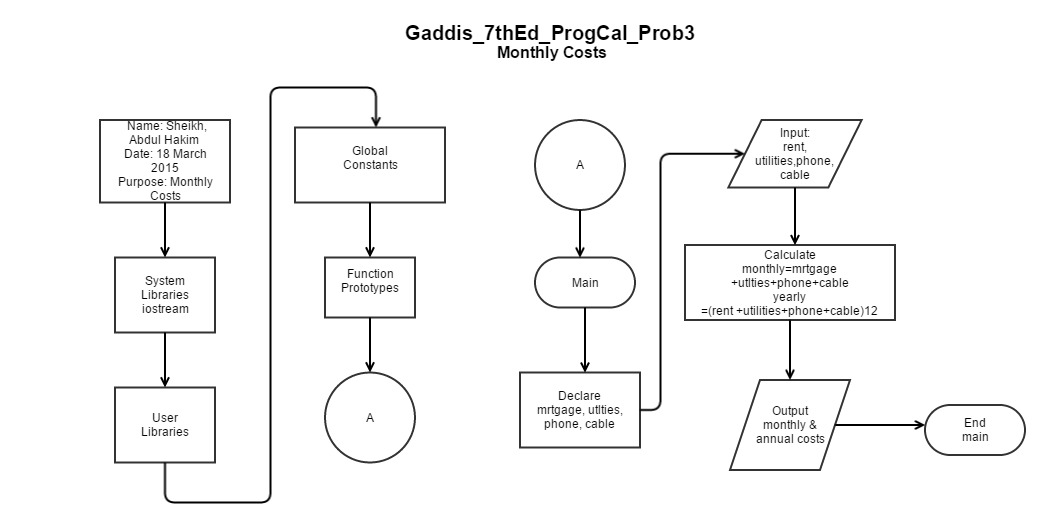 Gaddis_7thEd_ProgCal_Prob3
Monthly Costs
Name: Sheikh,
Abdul Hakim
Date: 18 March
2015
Purpose: Monthly
Costs
System
Libraries
iostream
User
Libraries
Global
Constants
Function
Prototypes
A
A
Main
Declare
mrtgage, utlties,
phone, cable
Input:
rent,
utilities,phone,
cable
Calculate
monthly=mrtgage
+utlties+phone+cable
yearly
=(rent +utilities+phone+cable)12
Output
monthly &
annual costs
End
main